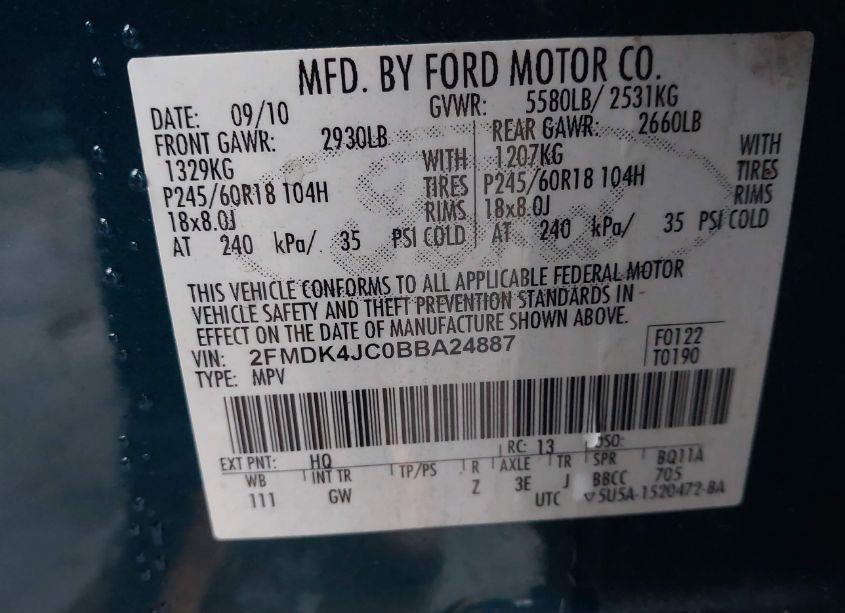 MFD. BY FORD MOTOR CO.
DATE: 09/10 GVWR: 5580LB/ 2531KG
FRONT GAWR: 2930LB REAR GAWR: 2660LB
1329KG WITH 1207KG WITH
P245/60R18 104H TIRES P245/60R18 104H TIRES
18x8.0J RIMS 18x8.0J RIMS
AT 240 kPa/ 35 PSI COLD AT 240 kPa/ 35 PSI COLD
THIS VEHICLE CONFORMS TO ALL APPLICABLE FEDERAL MOTOR
VEHICLE SAFETY AND THEFT PREVENTION STANDARDS IN
EFFECT ON THE DATE OF MANUFACTURE SHOWN ABOVE.
VIN: 2FMDK4JC0BBA24887 F0122
TYPE: MPV T0190
RC: 13 DSO:
EXT PNT: HQ BQ11A
WB INT TR TP/PS R AXLE TR SPR 705
111 GW Z 3E J BBCC
UTC ▽5U5A-1520472-BA